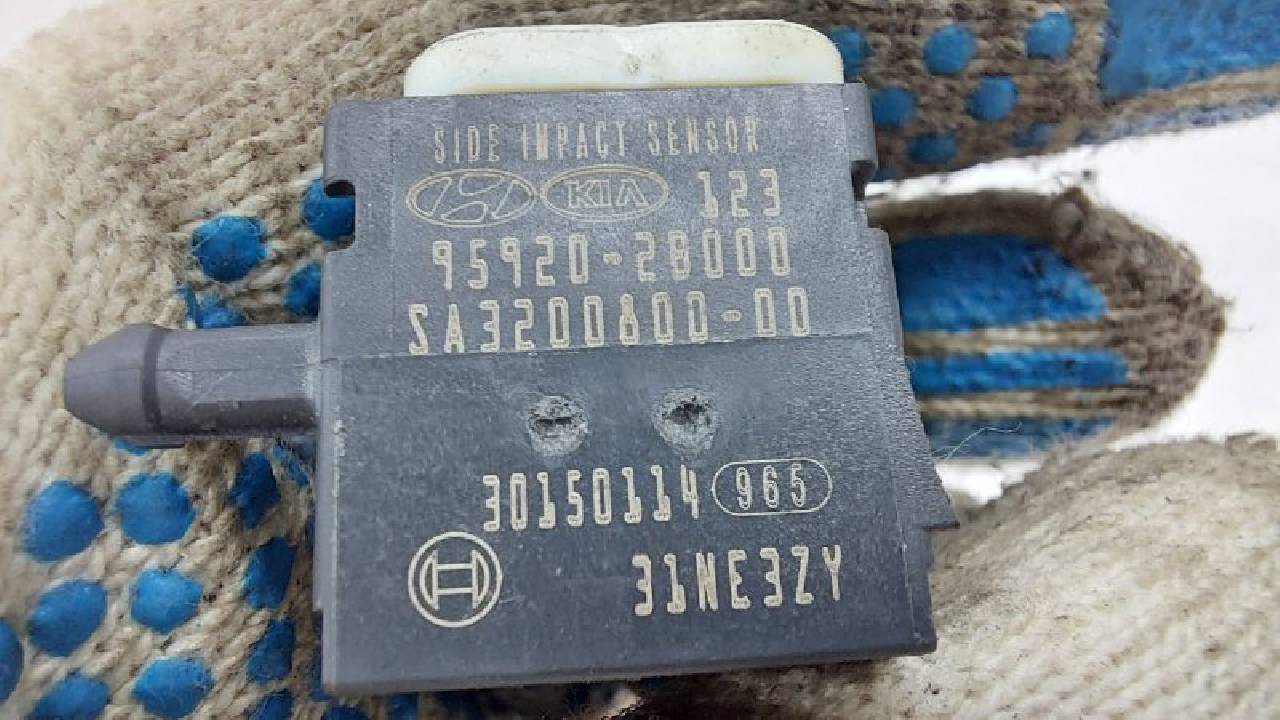 SIDE IMPACT SENSOR
KIA 123
95920-2B000
SA3200800-00
30150114 965
31NE3ZY